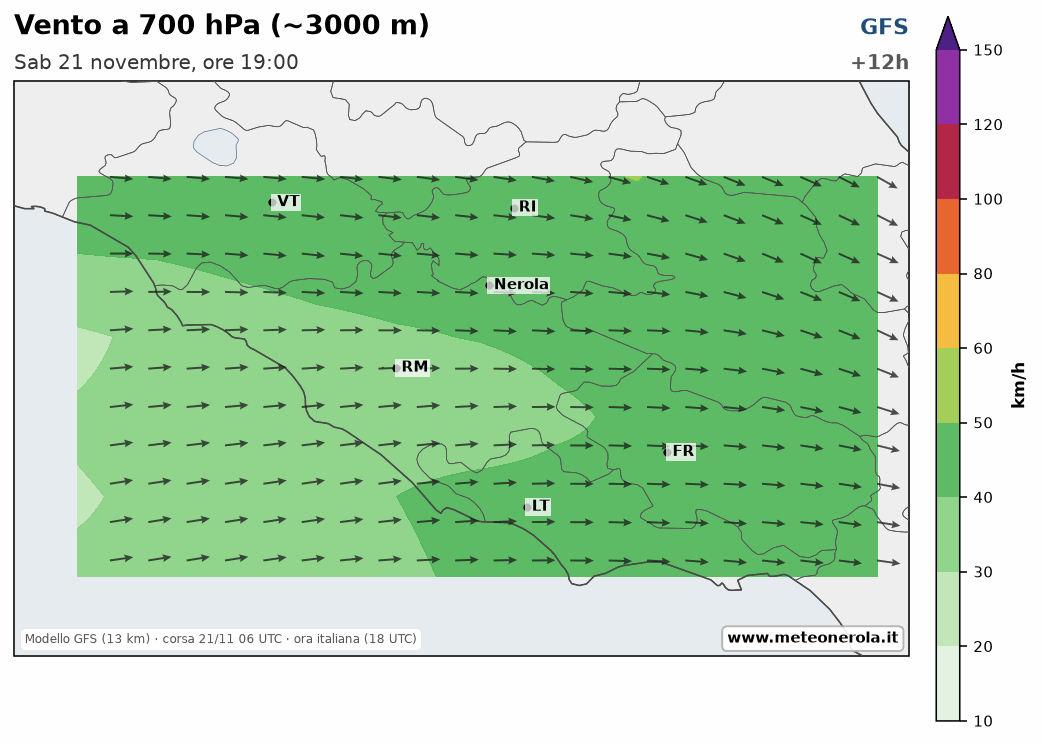 Vento a 700 hPa (~3000 m)
GFS
Sab 21 novembre, ore 19:00
+12h
150
120
100
80
60
50
40
30
20
10
km/h
VT
RI
Nerola
RM
FR
LT
Modello GFS (13 km) · corsa 21/11 06 UTC · ora italiana (18 UTC)
www.meteonerola.it